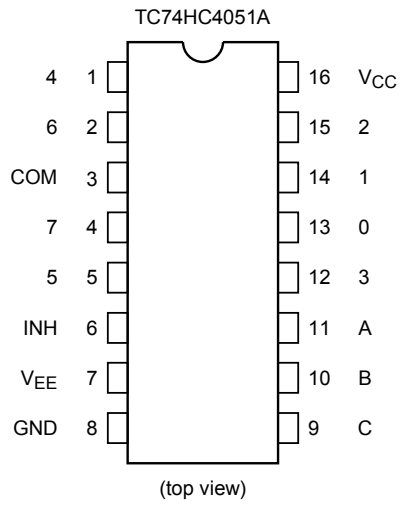 TC74HC4051A
4 1 16 VCC
6 2 15 2
COM 3 14 1
7 4 13 0
5 5 12 3
INH 6 11 A
VEE 7 10 B
GND 8 9 C
(top view)